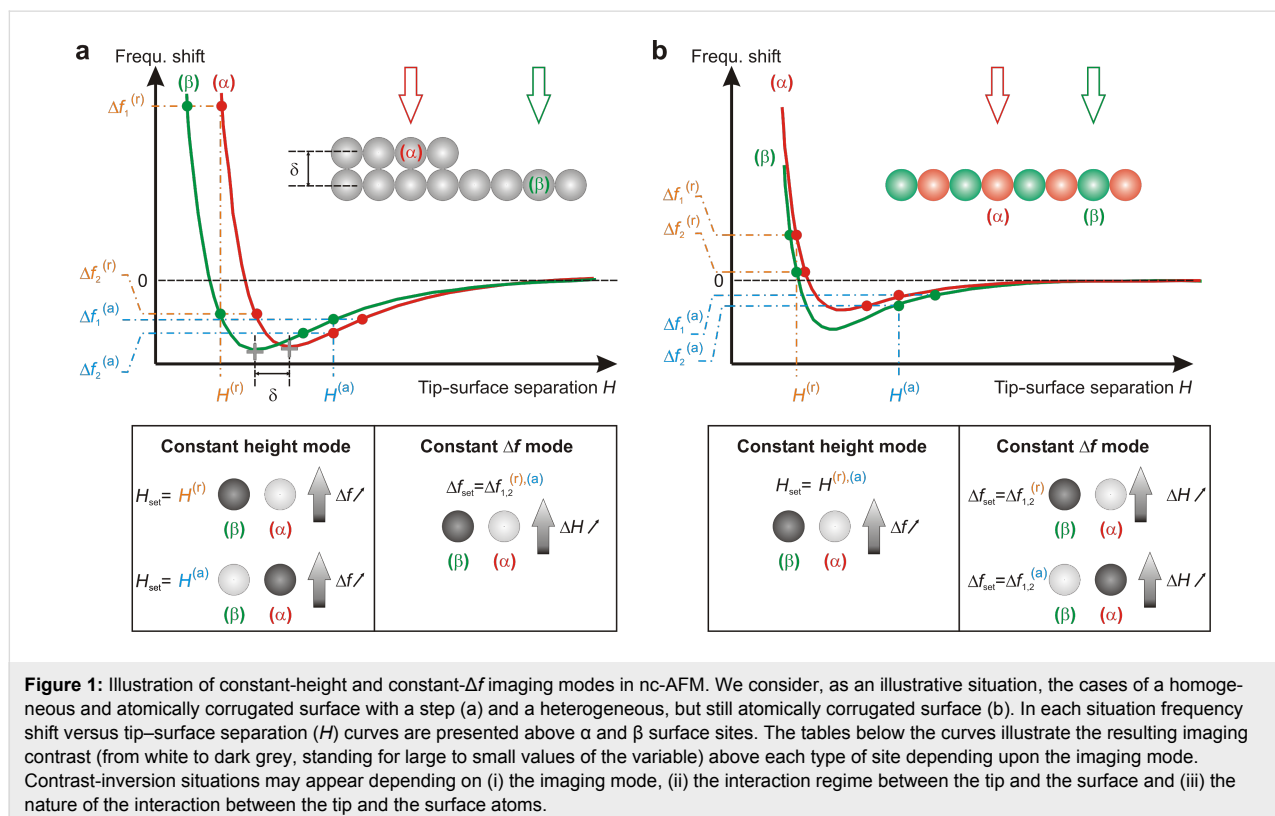 a
Frequ. shift
(β) (α)
Δf₁⁽ʳ⁾
δ
(α)
(β)
Δf₂⁽ʳ⁾
0
Δf₁⁽ᵃ⁾
Δf₂⁽ᵃ⁾
H⁽ʳ⁾
δ
H⁽ᵃ⁾
Tip-surface separation H
Constant height mode
H_set= H⁽ʳ⁾
Δf↗
(β) (α)
H_set= H⁽ᵃ⁾
Δf↗
(β) (α)
Constant Δf mode
Δf_set=Δf₁,₂⁽ʳ⁾,⁽ᵃ⁾
ΔH↗
(β) (α)
b
Frequ. shift
(α)
(β)
Δf₁⁽ʳ⁾
Δf₂⁽ʳ⁾
(α) (β)
0
Δf₁⁽ᵃ⁾
Δf₂⁽ᵃ⁾
H⁽ʳ⁾
H⁽ᵃ⁾
Tip-surface separation H
Constant height mode
H_set= H⁽ʳ⁾,⁽ᵃ⁾
Δf↗
(β) (α)
Constant Δf mode
Δf_set=Δf₁,₂⁽ʳ⁾
ΔH↗
(β) (α)
Δf_set=Δf₁,₂⁽ᵃ⁾
ΔH↗
(β) (α)
Figure 1: Illustration of constant-height and constant-Δf imaging modes in nc-AFM. We consider, as an illustrative situation, the cases of a homoge-
neous and atomically corrugated surface with a step (a) and a heterogeneous, but still atomically corrugated surface (b). In each situation frequency
shift versus tip–surface separation (H) curves are presented above α and β surface sites. The tables below the curves illustrate the resulting imaging
contrast (from white to dark grey, standing for large to small values of the variable) above each type of site depending upon the imaging mode.
Contrast-inversion situations may appear depending on (i) the imaging mode, (ii) the interaction regime between the tip and the surface and (iii) the
nature of the interaction between the tip and the surface atoms.